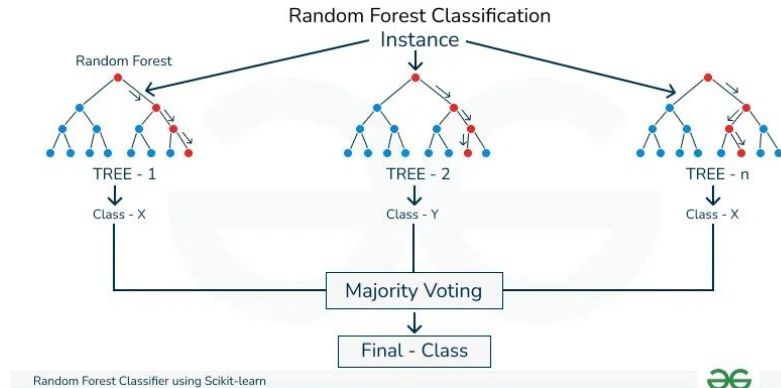 Random Forest Classification
Instance
Random Forest
TREE - 1
TREE - 2
TREE - n
Class - X
Class - Y
Class - X
Majority Voting
Final - Class
Random Forest Classifier using Scikit-learn